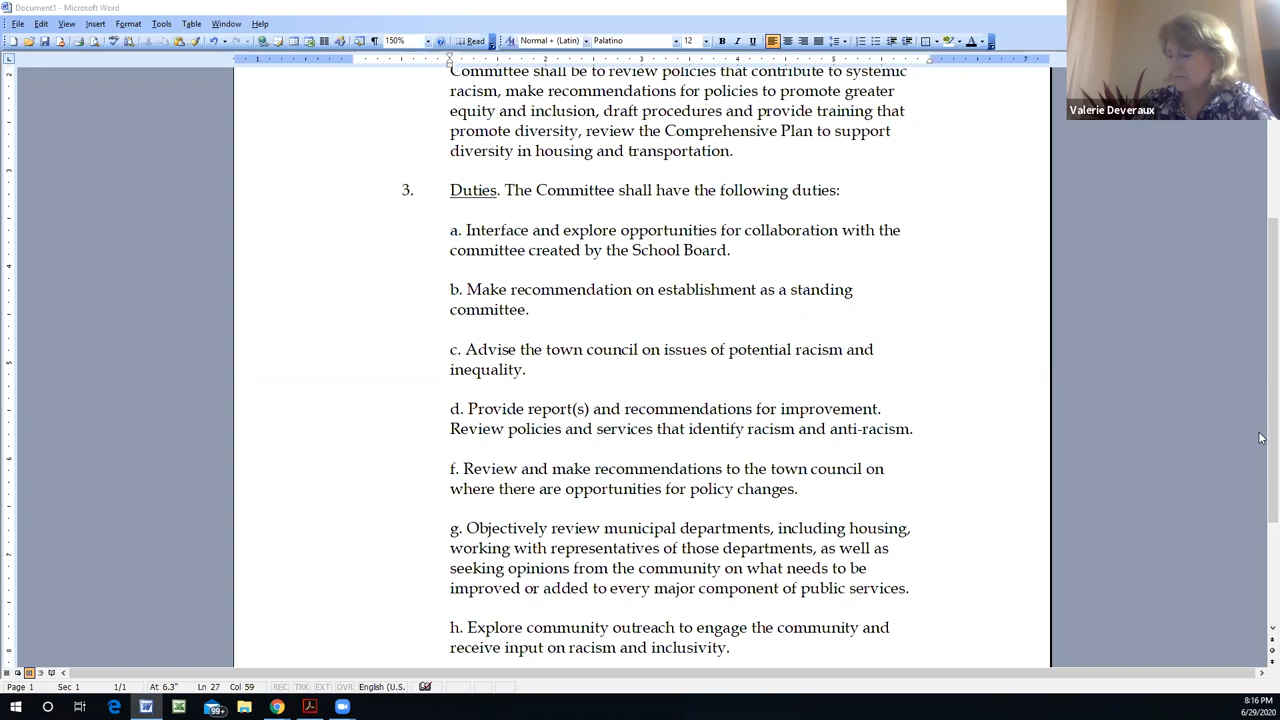 Document1 - Microsoft Word
File Edit View Insert Format Tools Table Window Help
150% Read Normal + (Latin) Palatino 12 B I U
1 1 2 3 4 5 7
Valerie Deveraux
Committee shall be to review policies that contribute to systemic
racism, make recommendations for policies to promote greater
equity and inclusion, draft procedures and provide training that
promote diversity, review the Comprehensive Plan to support
diversity in housing and transportation.
3. Duties. The Committee shall have the following duties:
a. Interface and explore opportunities for collaboration with the
committee created by the School Board.
b. Make recommendation on establishment as a standing
committee.
c. Advise the town council on issues of potential racism and
inequality.
d. Provide report(s) and recommendations for improvement.
Review policies and services that identify racism and anti-racism.
f. Review and make recommendations to the town council on
where there are opportunities for policy changes.
g. Objectively review municipal departments, including housing,
working with representatives of those departments, as well as
seeking opinions from the community on what needs to be
improved or added to every major component of public services.
h. Explore community outreach to engage the community and
receive input on racism and inclusivity.
Page 1 Sec 1 1/1 At 6.3" Ln 27 Col 59 REC TRK EXT OVR English (U.S.
99+
8:16 PM
6/29/2020